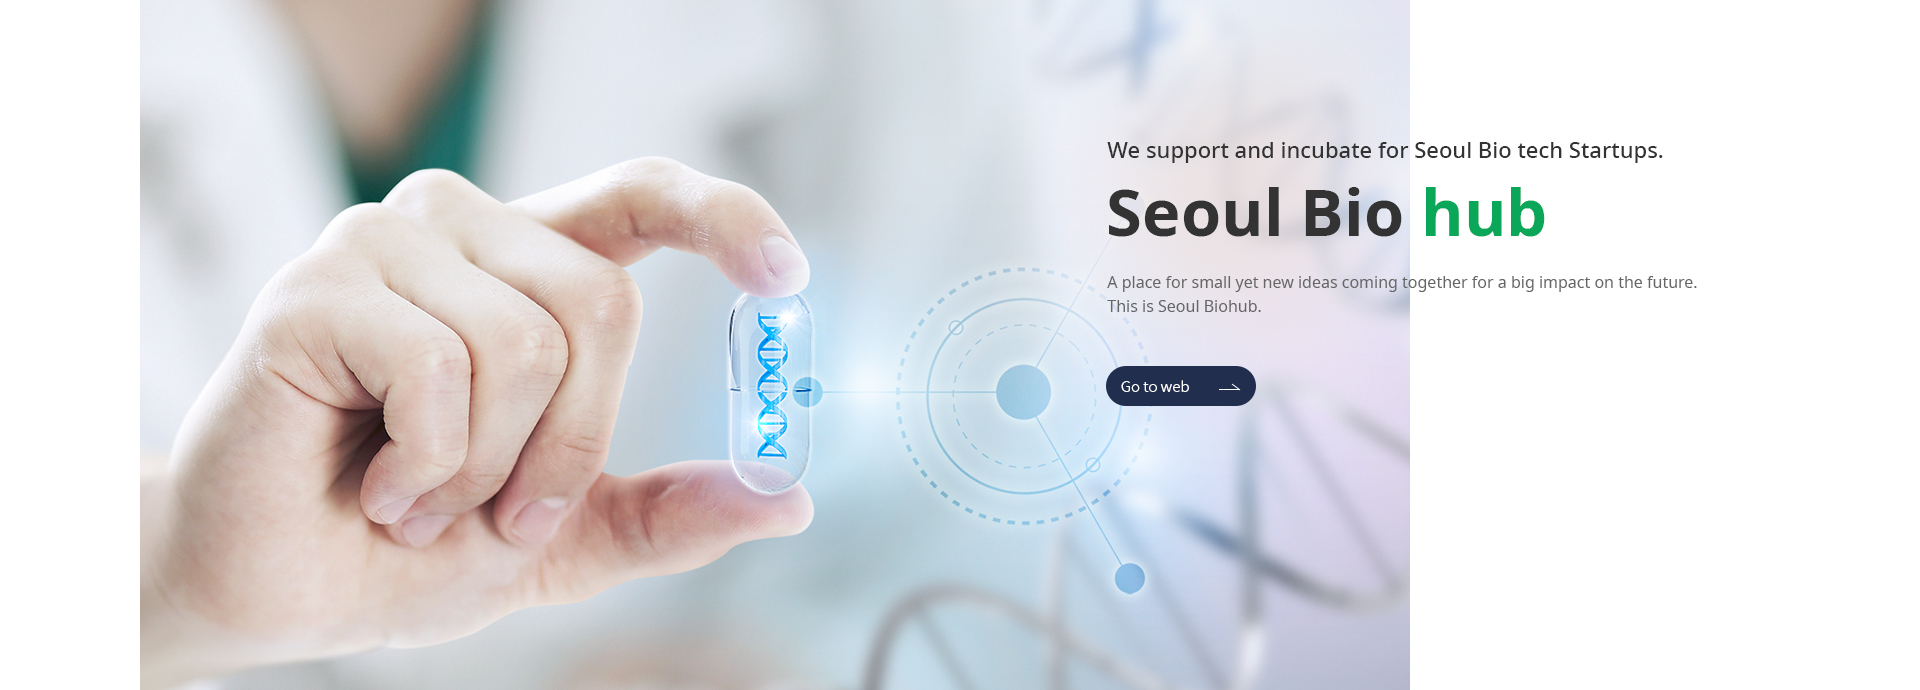 We support and incubate for Seoul Bio tech Startups.
Seoul Bio hub
A place for small yet new ideas coming together for a big impact on the future.
This is Seoul Biohub.
Go to web